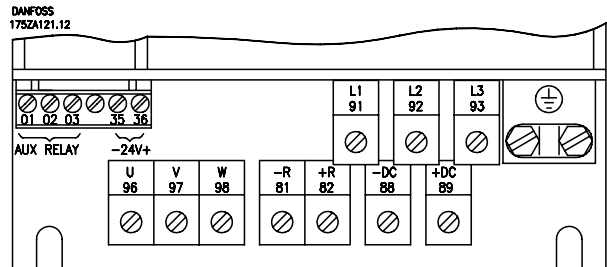 DANFOSS
175ZA121.12
L1 L2 L3
91 92 93
01 02 03 35 36
AUX RELAY -24V+
U V W -R +R -DC +DC
96 97 98 81 82 88 89